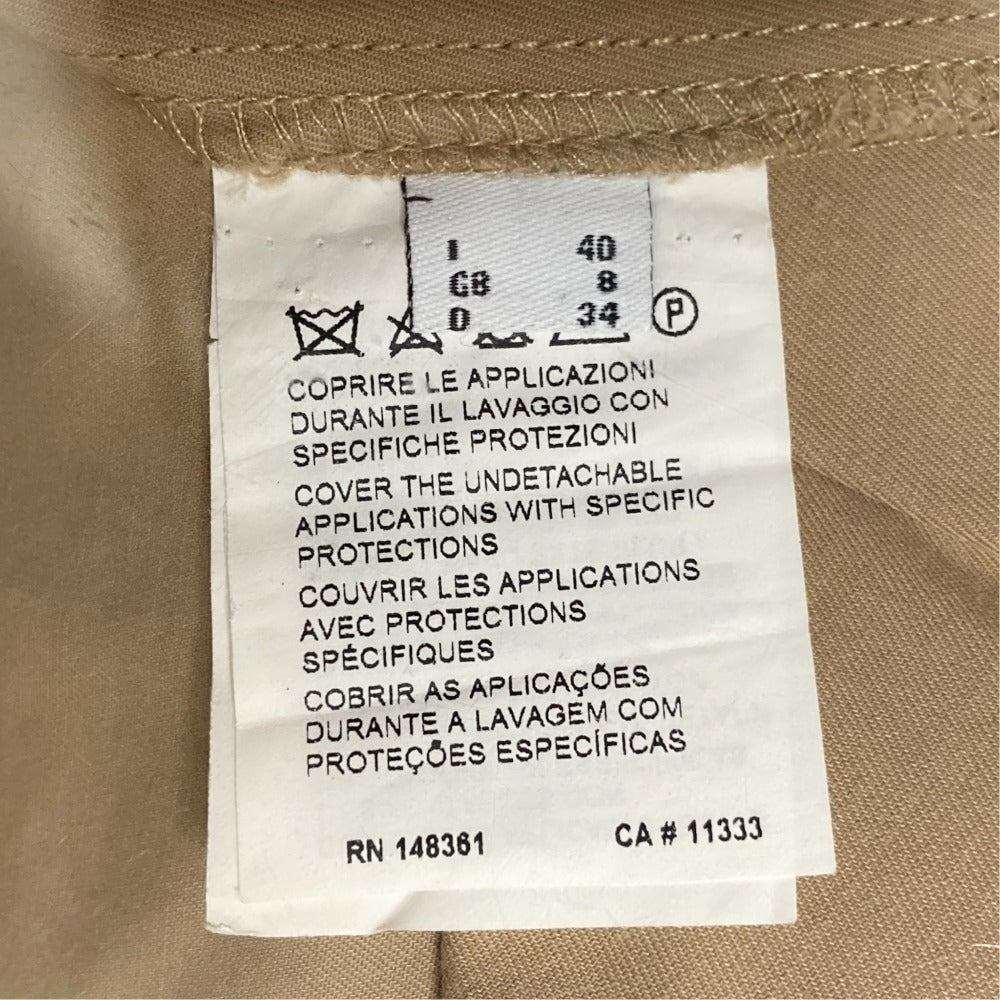 I 40
GB 8
D 34
P
COPRIRE LE APPLICAZIONI
DURANTE IL LAVAGGIO CON
SPECIFICHE PROTEZIONI
COVER THE UNDETACHABLE
APPLICATIONS WITH SPECIFIC
PROTECTIONS
COUVRIR LES APPLICATIONS
AVEC PROTECTIONS
SPÉCIFIQUES
COBRIR AS APLICAÇÕES
DURANTE A LAVAGEM COM
PROTEÇÕES ESPECÍFICAS
RN 148361 CA # 11333